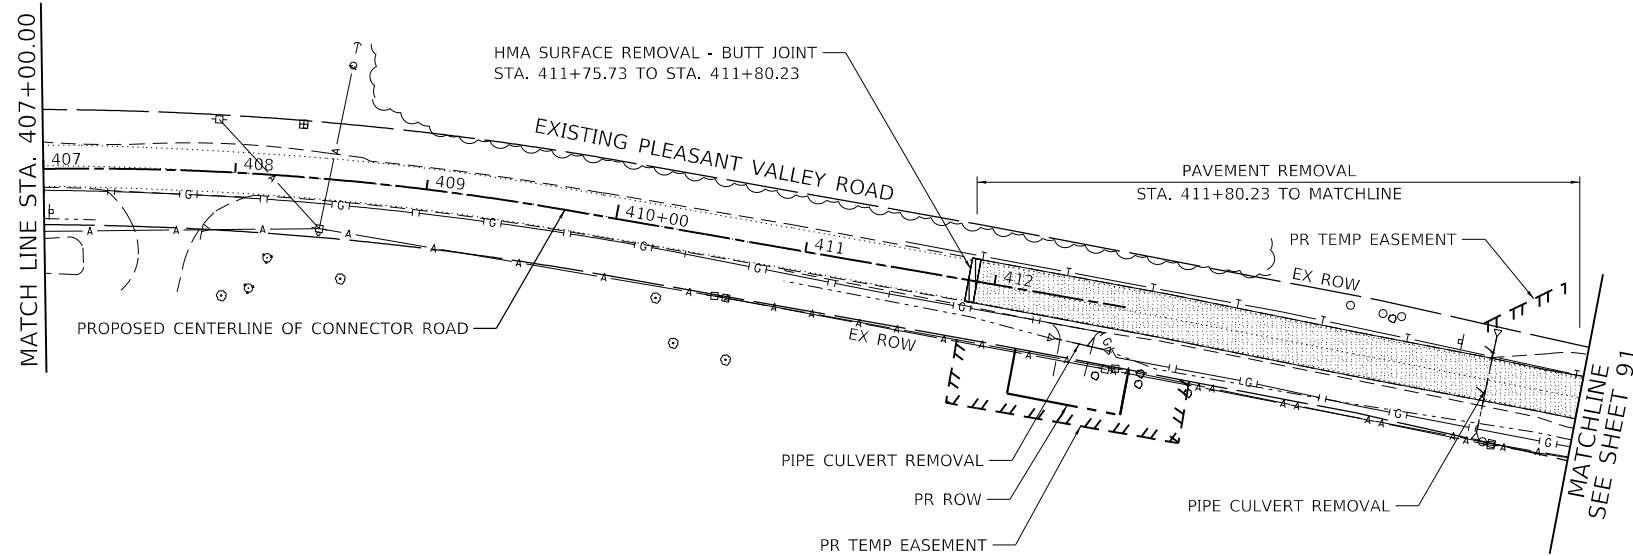 MATCH LINE STA. 407+00.00
HMA SURFACE REMOVAL - BUTT JOINT
STA. 411+75.73 TO STA. 411+80.23
EXISTING PLEASANT VALLEY ROAD
407
408
409
410+00
411
412
PAVEMENT REMOVAL
STA. 411+80.23 TO MATCHLINE
PR TEMP EASEMENT
EX ROW
PROPOSED CENTERLINE OF CONNECTOR ROAD
EX ROW
PIPE CULVERT REMOVAL
PR ROW
PR TEMP EASEMENT
PIPE CULVERT REMOVAL
MATCHLINE
SEE SHEET 91